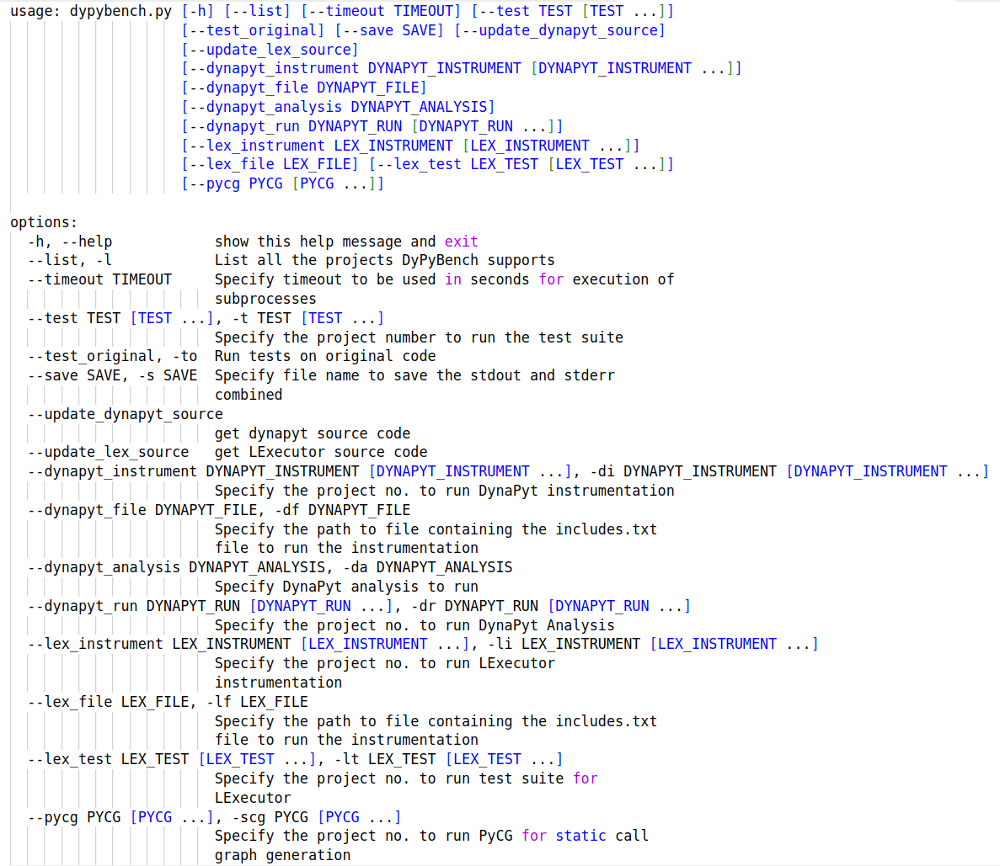 usage: dypybench.py [-h] [--list] [--timeout TIMEOUT] [--test TEST [TEST ...]]
[--test_original] [--save SAVE] [--update_dynapyt_source]
[--update_lex_source]
[--dynapyt_instrument DYNAPYT_INSTRUMENT [DYNAPYT_INSTRUMENT ...]]
[--dynapyt_file DYNAPYT_FILE]
[--dynapyt_analysis DYNAPYT_ANALYSIS]
[--dynapyt_run DYNAPYT_RUN [DYNAPYT_RUN ...]]
[--lex_instrument LEX_INSTRUMENT [LEX_INSTRUMENT ...]]
[--lex_file LEX_FILE] [--lex_test LEX_TEST [LEX_TEST ...]]
[--pycg PYCG [PYCG ...]]
options:
-h, --help show this help message and exit
--list, -l List all the projects DyPyBench supports
--timeout TIMEOUT Specify timeout to be used in seconds for execution of
subprocesses
--test TEST [TEST ...], -t TEST [TEST ...]
Specify the project number to run the test suite
--test_original, -to Run tests on original code
--save SAVE, -s SAVE Specify file name to save the stdout and stderr
combined
--update_dynapyt_source
get dynapyt source code
--update_lex_source get LExecutor source code
--dynapyt_instrument DYNAPYT_INSTRUMENT [DYNAPYT_INSTRUMENT ...], -di DYNAPYT_INSTRUMENT [DYNAPYT_INSTRUMENT ...]
Specify the project no. to run DynaPyt instrumentation
--dynapyt_file DYNAPYT_FILE, -df DYNAPYT_FILE
Specify the path to file containing the includes.txt
file to run the instrumentation
--dynapyt_analysis DYNAPYT_ANALYSIS, -da DYNAPYT_ANALYSIS
Specify DynaPyt analysis to run
--dynapyt_run DYNAPYT_RUN [DYNAPYT_RUN ...], -dr DYNAPYT_RUN [DYNAPYT_RUN ...]
Specify the project no. to run DynaPyt Analysis
--lex_instrument LEX_INSTRUMENT [LEX_INSTRUMENT ...], -li LEX_INSTRUMENT [LEX_INSTRUMENT ...]
Specify the project no. to run LExecutor
instrumentation
--lex_file LEX_FILE, -lf LEX_FILE
Specify the path to file containing the includes.txt
file to run the instrumentation
--lex_test LEX_TEST [LEX_TEST ...], -lt LEX_TEST [LEX_TEST ...]
Specify the project no. to run test suite for
LExecutor
--pycg PYCG [PYCG ...], -scg PYCG [PYCG ...]
Specify the project no. to run PyCG for static call
graph generation